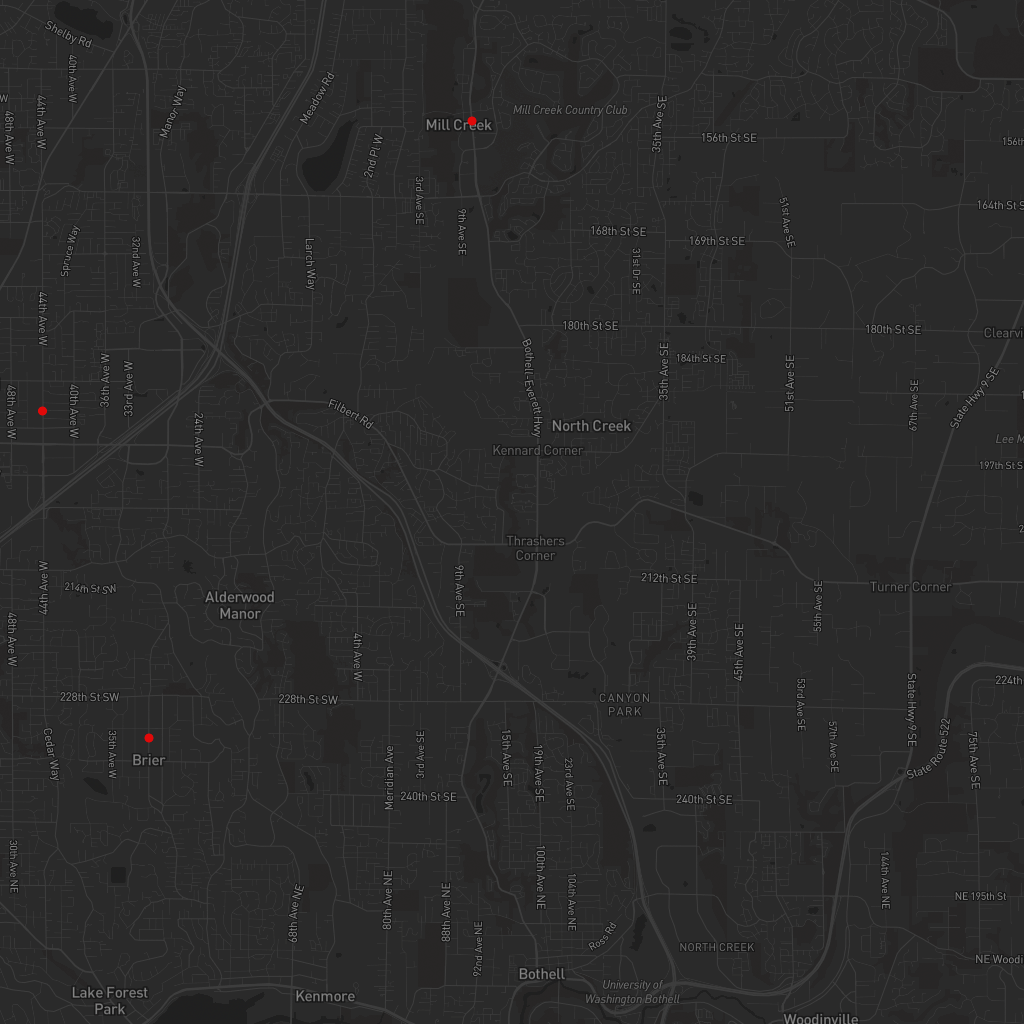 Shelby Rd
40th Ave W
Manor Way
Meadow Rd
44th Ave W
48th Ave W
W
Mill Creek Country Club
Mill Creek
35th Ave SE
156th St SE
156th
2nd Pl W
3rd Ave SE
9th Ave SE
51st Ave SE
164th St S
168th St SE
169th St SE
Spruce Way
32nd Ave W
Larch Way
31st Dr SE
44th Ave W
180th St SE
180th St SE
Clearvi
Bothell-Everett Hwy
184th St SE
35th Ave SE
51st Ave SE
67th Ave SE
State Hwy 9 SE
36th Ave W
33rd Ave W
48th Ave W
40th Ave W
24th Ave W
Filbert Rd
North Creek
Kennard Corner
Lee M
197th St S
Thrashers
Corner
44th Ave W
9th Ave SE
212th St SE
Turner Corner
Alderwood
Manor
48th Ave W
4th Ave W
39th Ave SE
45th Ave SE
55th Ave SE
228th St SW
228th St SW
CANYON
PARK
53rd Ave SE
State Hwy 9 SE
224th
Cedar Way
35th Ave W
Brier
Meridian Ave
3rd Ave SE
15th Ave SE
19th Ave SE
23rd Ave SE
35th Ave SE
57th Ave SE
State Route 522
75th Ave SE
240th St SE
240th St SE
30th Ave NE
68th Ave NE
80th Ave NE
88th Ave NE
92nd Ave NE
100th Ave NE
104th Ave NE
144th Ave NE
NE 195th St
Ross Rd
NORTH CREEK
NE Woodi
Bothell
University of
Washington Bothell
Lake Forest
Park
Kenmore
Woodinville